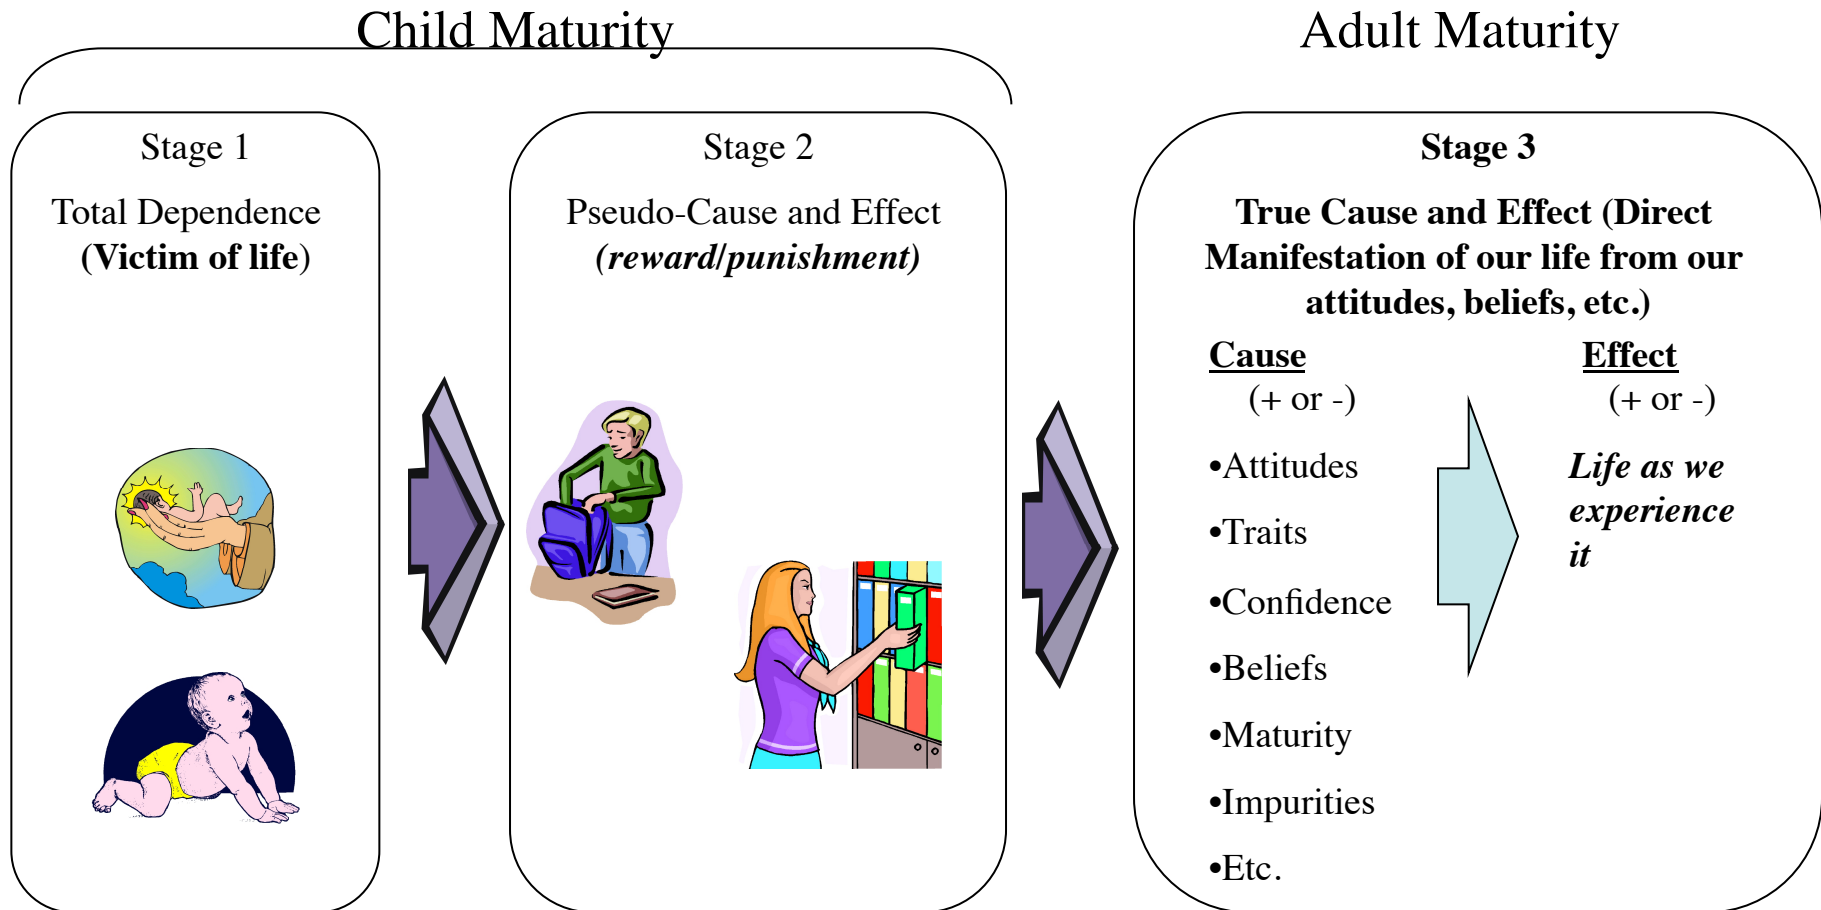 Child Maturity
Adult Maturity
Stage 1
Total Dependence
(Victim of life)
Stage 2
Pseudo-Cause and Effect
(reward/punishment)
Stage 3
True Cause and Effect (Direct
Manifestation of our life from our
attitudes, beliefs, etc.)
Cause
(+ or -)
•Attitudes
•Traits
•Confidence
•Beliefs
•Maturity
•Impurities
•Etc.
Effect
(+ or -)
Life as we
experience
it